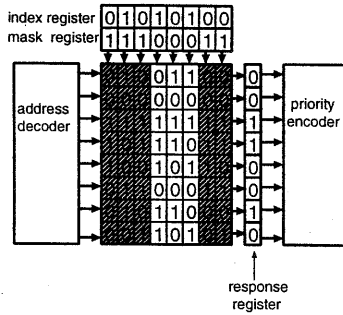 index register 0 1 0 1 0 1 0 0
mask register 1 1 1 0 0 0 1 1
0 1 1 0
0 0 0 0
address
decoder
1 1 1 1
1 1 0 1
1 0 1 0
0 0 0 0
1 1 0 1
1 0 1 0
priority
encoder
response
register